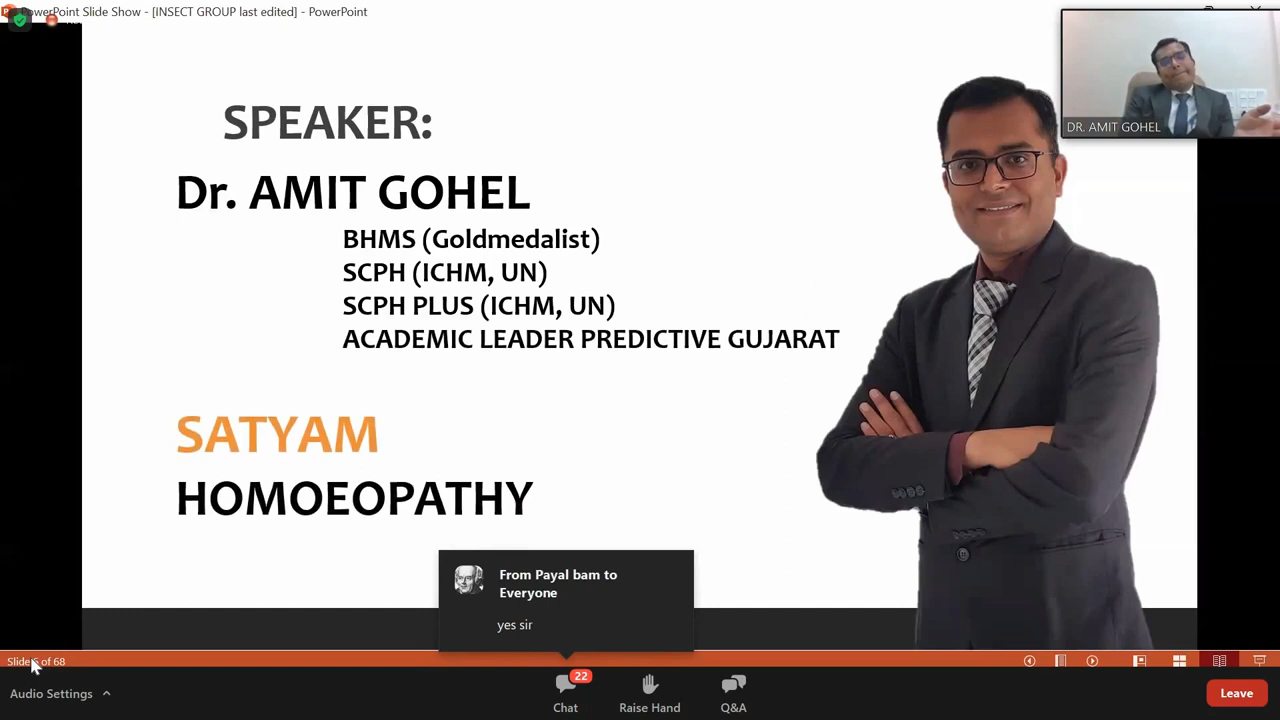 PowerPoint Slide Show - [INSECT GROUP last edited] - PowerPoint
DR. AMIT GOHEL
SPEAKER:
Dr. AMIT GOHEL
BHMS (Goldmedalist)
SCPH (ICHM, UN)
SCPH PLUS (ICHM, UN)
ACADEMIC LEADER PREDICTIVE GUJARAT
SATYAM
HOMOEOPATHY
From Payal bam to
Everyone
yes sir
Slide of 68
Audio Settings
22
Chat
Raise Hand
Q&A
Leave